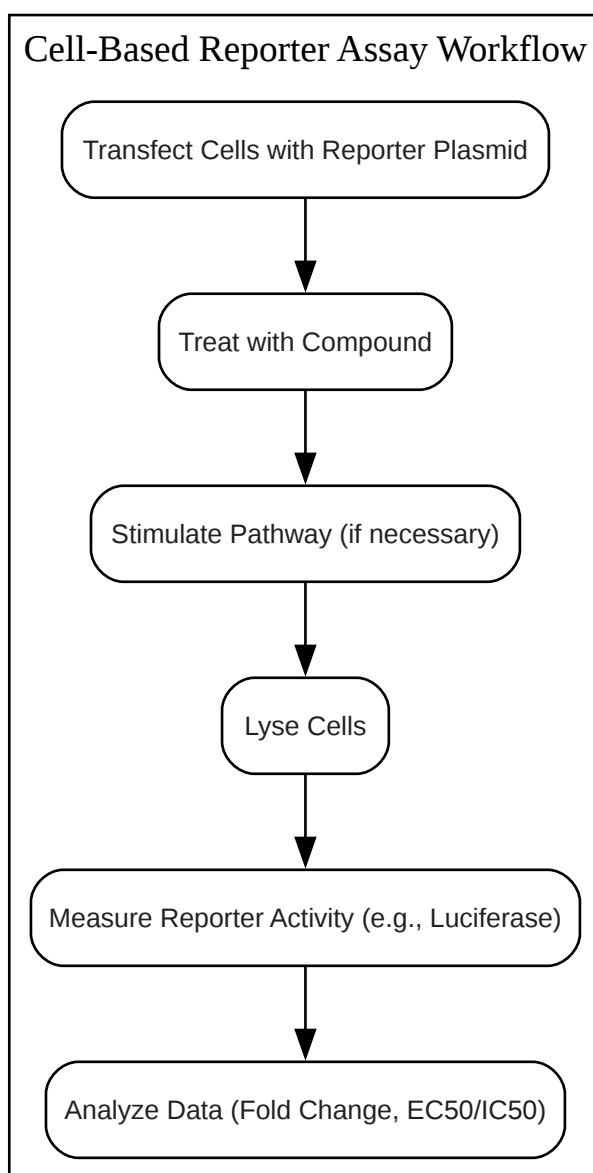 Cell-Based Reporter Assay Workflow
Transfect Cells with Reporter Plasmid
Treat with Compound
Stimulate Pathway (if necessary)
Lyse Cells
Measure Reporter Activity (e.g., Luciferase)
Analyze Data (Fold Change, EC50/IC50)